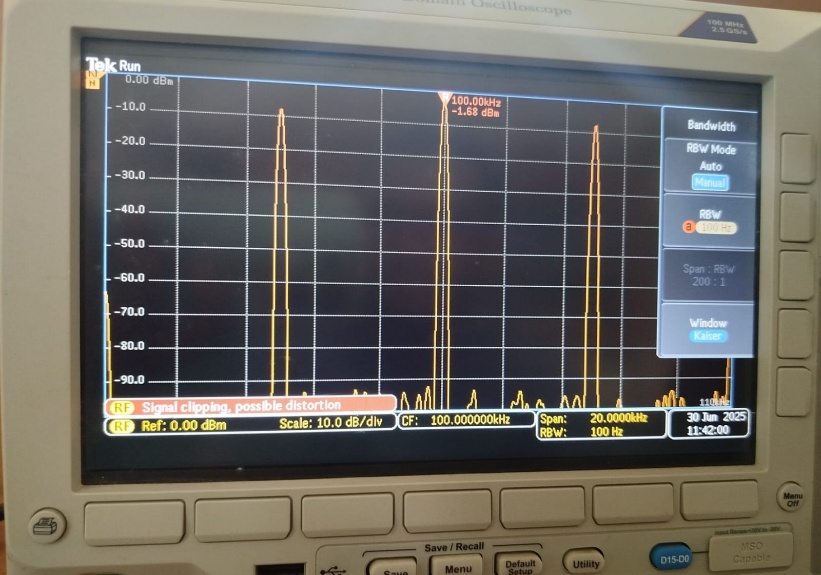 Domain Oscilloscope
100 MHz
2.5 GS/s
Tek Run
0.00 dBm
-10.0
-20.0
-30.0
-40.0
-50.0
-60.0
-70.0
-80.0
-90.0
100.00kHz
-1.68 dBm
Bandwidth
RBW Mode
Auto
Manual
RBW
a 100 Hz
Span : RBW
200 : 1
Window
Kaiser
110kHz
RF Signal clipping, possible distortion
RF Ref: 0.00 dBm Scale: 10.0 dB/div
CF: 100.000000kHz
Span: 20.0000kHz
RBW: 100 Hz
30 Jun 2025
11:42:00
Menu
Off
Save / Recall
Save
Menu
Default
Setup
Utility
D15-D0
MSO
Capable